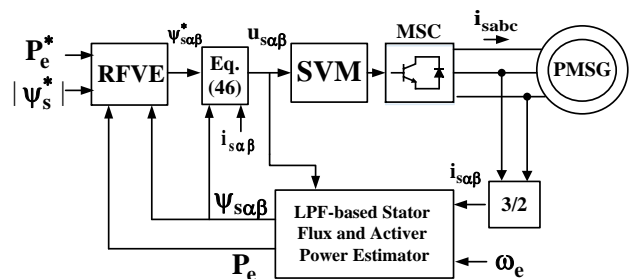 P*e
|ψ*s|
RFVE
ψ*sαβ
Eq.
(46)
isαβ
usαβ
SVM
MSC
isabc
PMSG
isαβ
3/2
ψsαβ
Pe
LPF-based Stator
Flux and Activer
Power Estimator
ωe